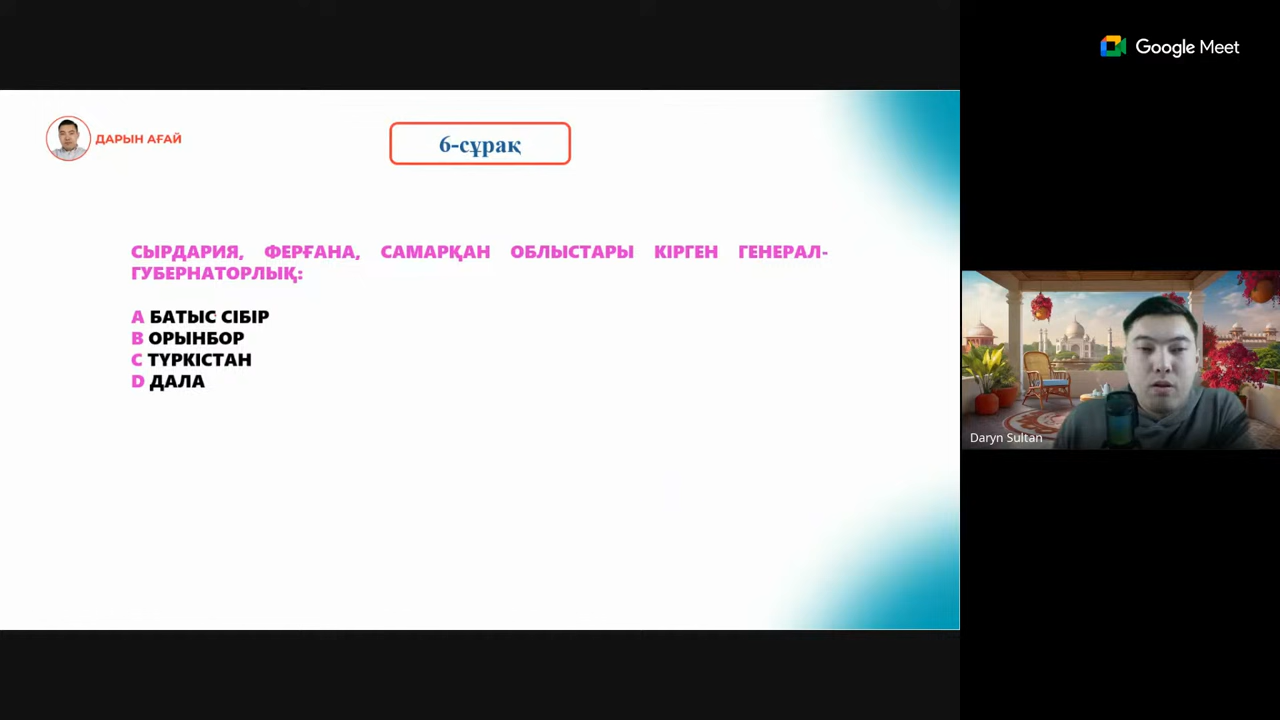 Google Meet
ДАРЫН АҒАЙ
6-сұрақ
СЫРДАРИЯ, ФЕРҒАНА, САМАРҚАН ОБЛЫСТАРЫ КІРГЕН ГЕНЕРАЛ-
ГУБЕРНАТОРЛЫҚ:
A БАТЫС СІБІР
B ОРЫНБОР
C ТҮРКІСТАН
D ДАЛА
Daryn Sultan